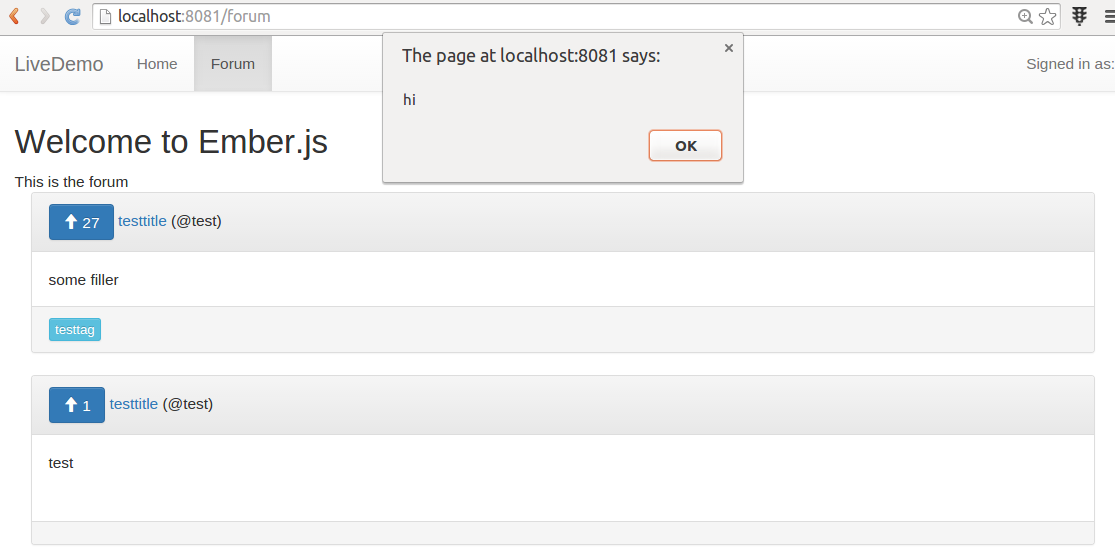 localhost:8081/forum
LiveDemo Home Forum Signed in as:
The page at localhost:8081 says:
hi
OK
Welcome to Ember.js
This is the forum
27 testtitle (@test)
some filler
testtag
1 testtitle (@test)
test